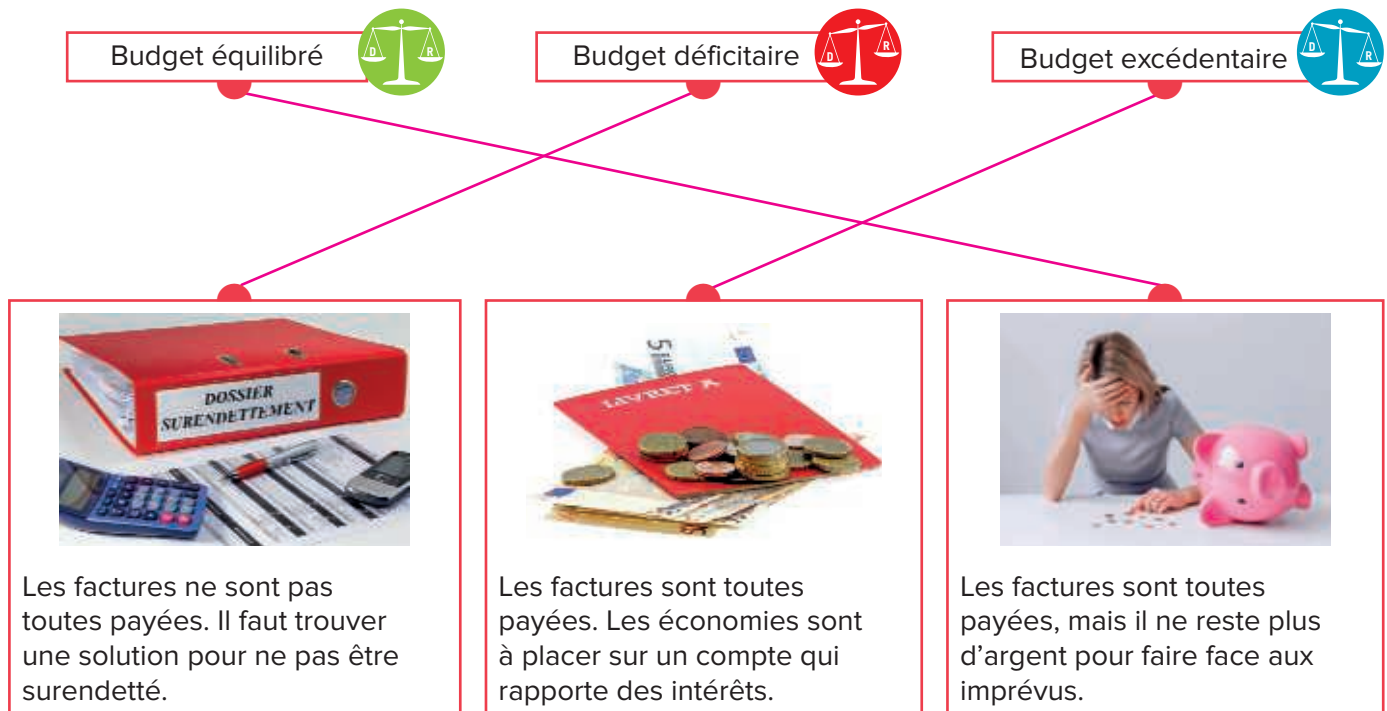 Budget équilibré
D R
Budget déficitaire
D R
Budget excédentaire
D R
DOSSIER
SURENDETTEMENT
Les factures ne sont pas
toutes payées. Il faut trouver
une solution pour ne pas être
surendetté.
5
LIVRET A
Les factures sont toutes
payées. Les économies sont
à placer sur un compte qui
rapporte des intérêts.
Les factures sont toutes
payées, mais il ne reste plus
d'argent pour faire face aux
imprévus.